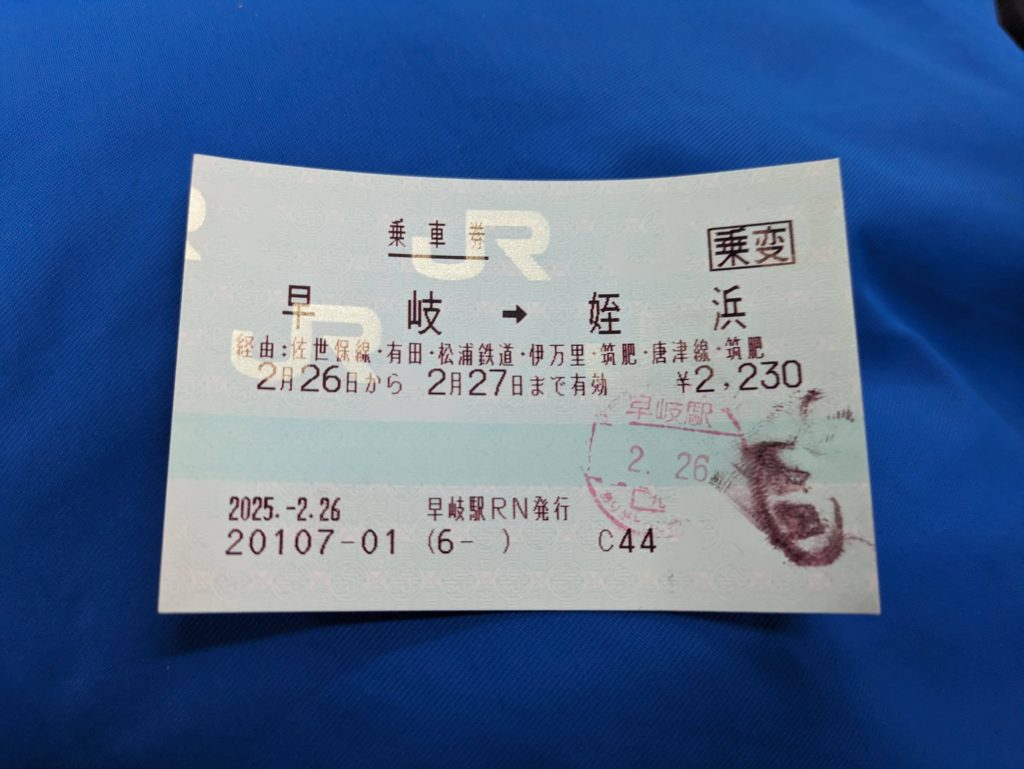 JR
乗車券
乗変
早岐 → 姪浜
経由:佐世保線・有田・松浦鉄道・伊万里・筑肥・唐津線・筑肥
2月26日から 2月27日まで有効 ¥2,230
早岐駅
2. 26
2025.-2.26 早岐駅RN発行
20107-01 (6- ) C44